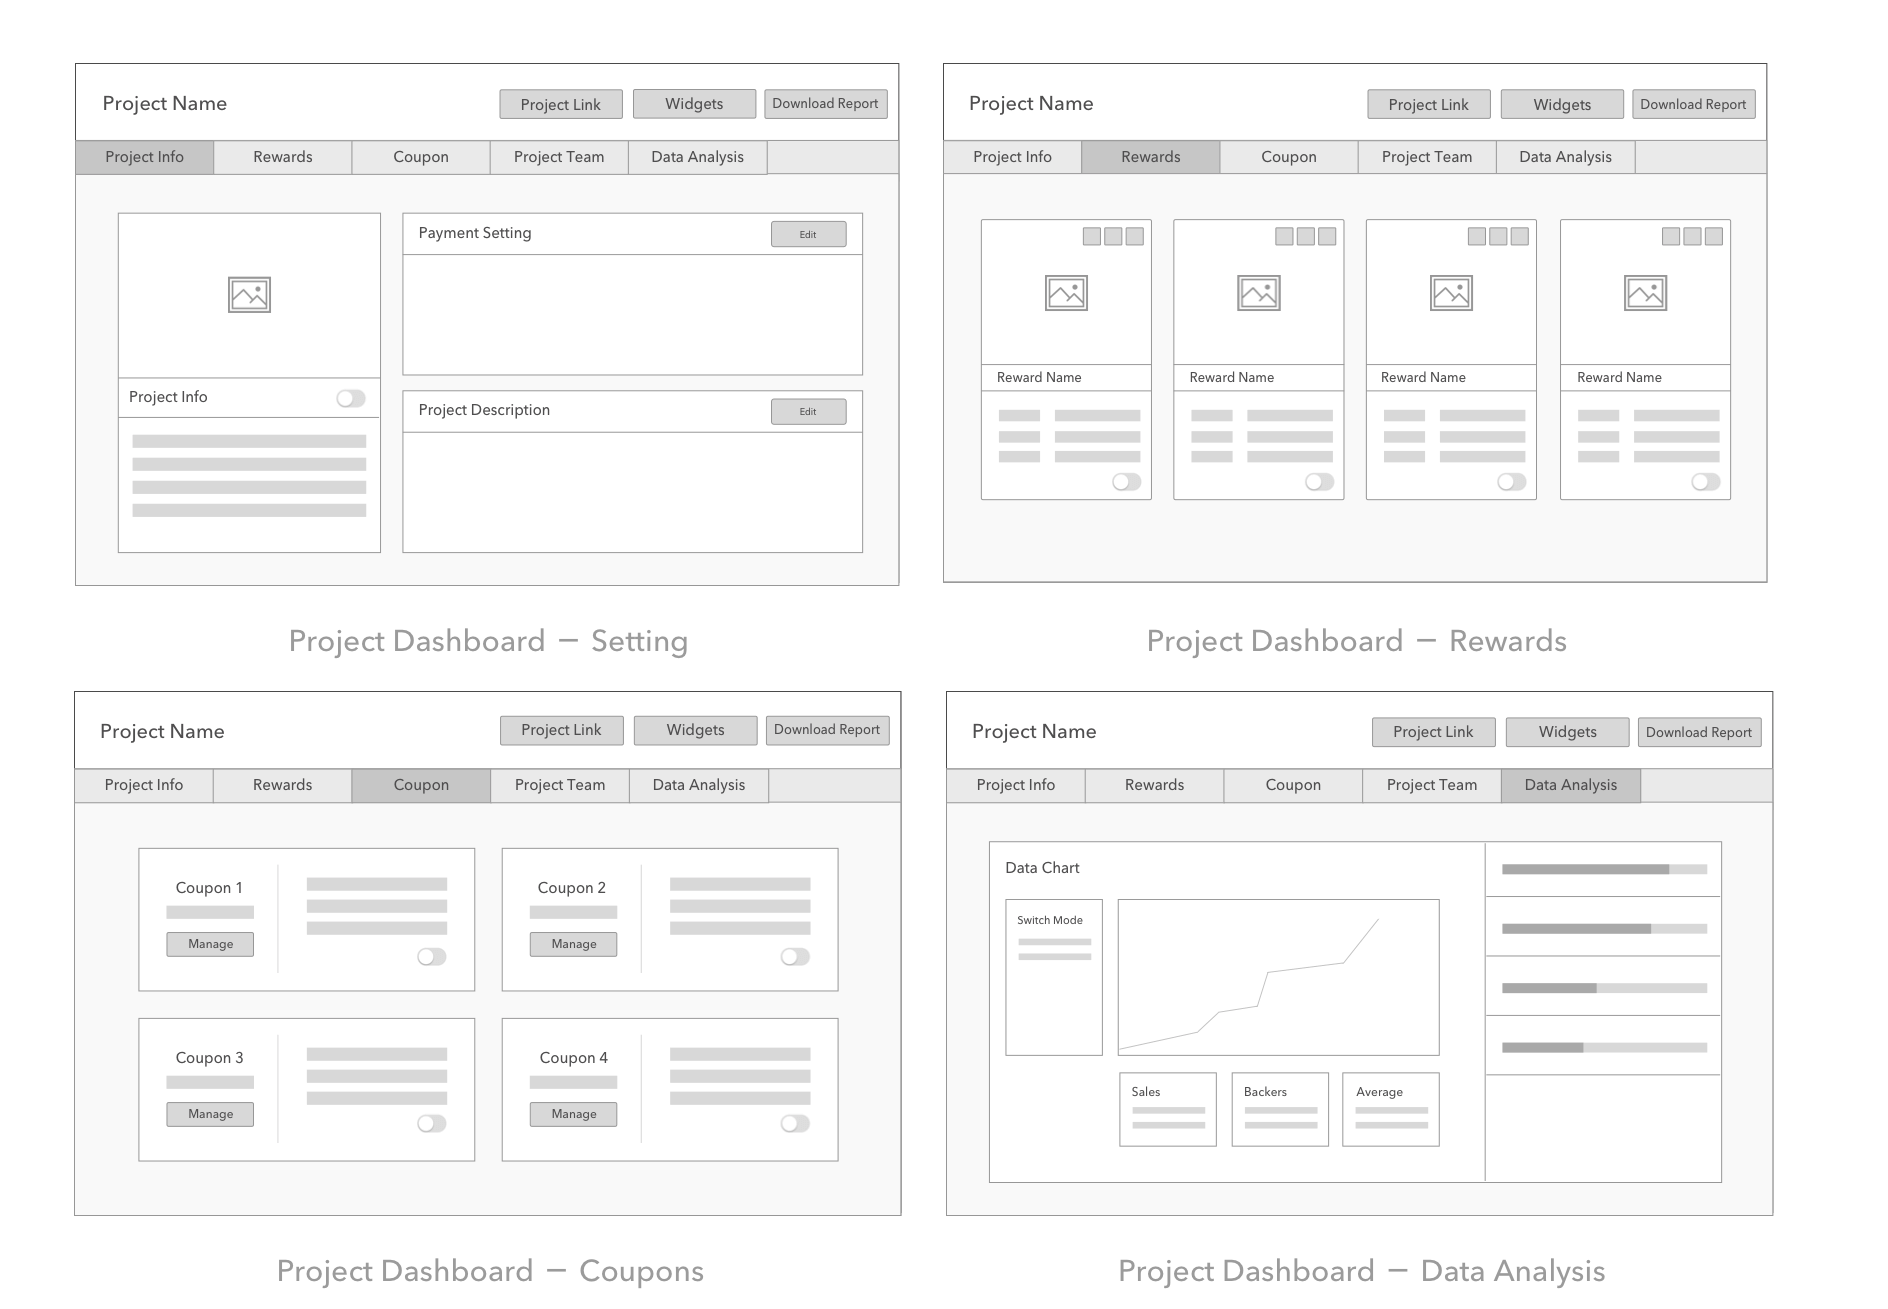 Project Name
Project Link
Widgets
Download Report
Project Info
Rewards
Coupon
Project Team
Data Analysis
Payment Setting
Edit
Project Info
Project Description
Edit
Project Dashboard – Setting
Project Name
Project Link
Widgets
Download Report
Project Info
Rewards
Coupon
Project Team
Data Analysis
Reward Name
Reward Name
Reward Name
Reward Name
Project Dashboard – Rewards
Project Name
Project Link
Widgets
Download Report
Project Info
Rewards
Coupon
Project Team
Data Analysis
Coupon 1
Manage
Coupon 2
Manage
Coupon 3
Manage
Coupon 4
Manage
Project Dashboard – Coupons
Project Name
Project Link
Widgets
Download Report
Project Info
Rewards
Coupon
Project Team
Data Analysis
Data Chart
Switch Mode
Sales
Backers
Average
Project Dashboard – Data Analysis